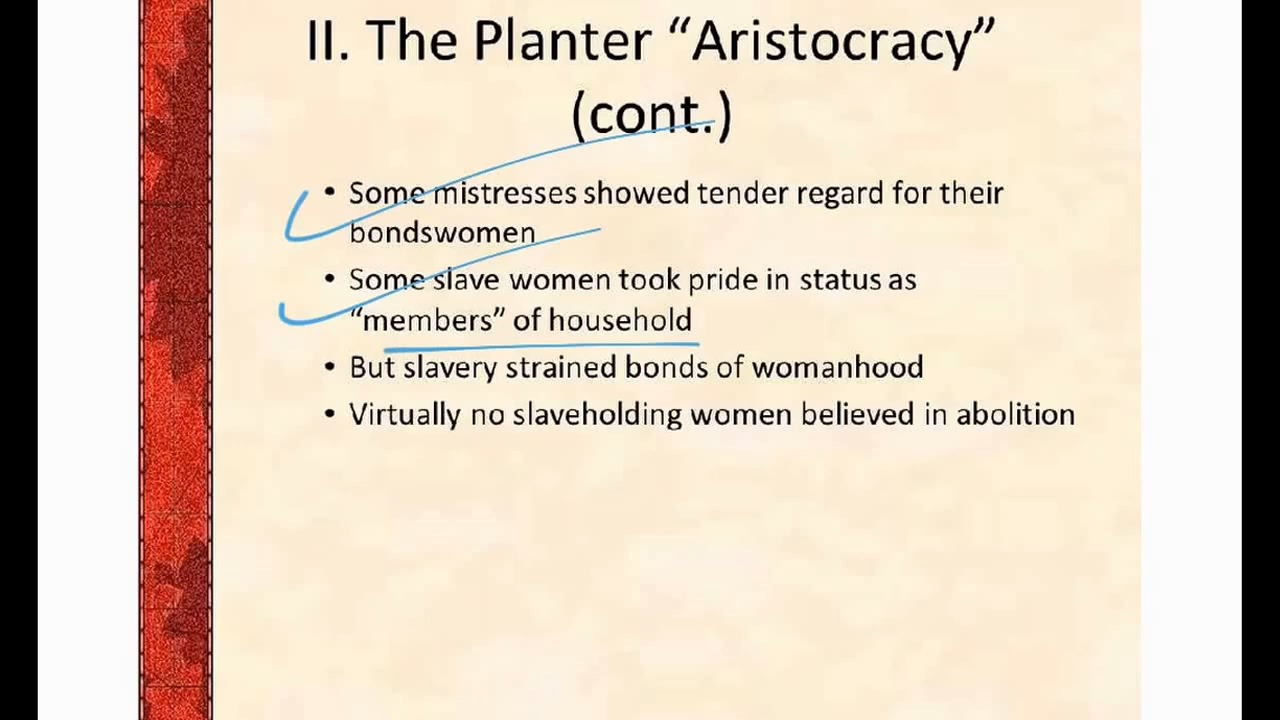 II. The Planter “Aristocracy”
(cont.)
• Some mistresses showed tender regard for their
bondswomen
• Some slave women took pride in status as
“members” of household
• But slavery strained bonds of womanhood
• Virtually no slaveholding women believed in abolition